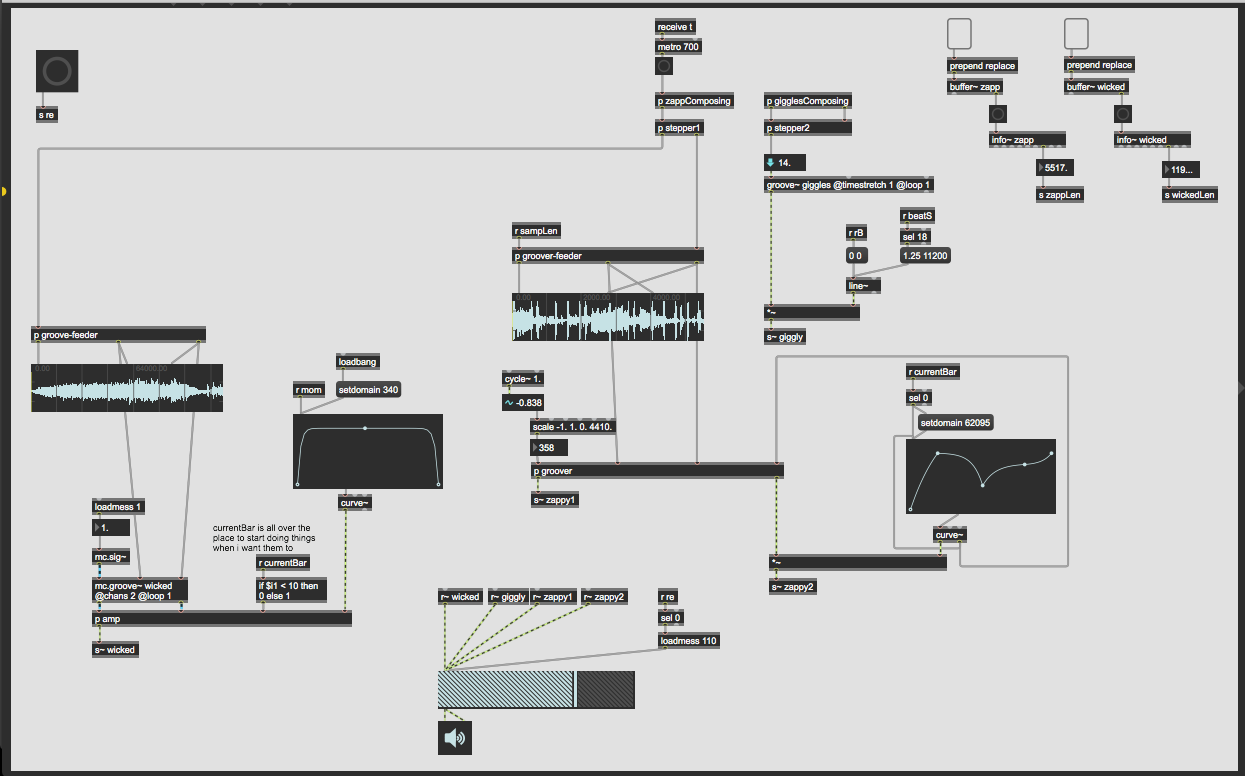 receive t
metro 700
prepend replace
prepend replace
buffer~ zapp
buffer~ wicked
s re
p zappComposing
p gigglesComposing
p stepper1
p stepper2
info~ zapp
info~ wicked
14.
5517.
119...
groove~ giggles @timestretch 1 @loop 1
s zappLen
s wickedLen
r sampLen
r rB
r beatS
sel 18
p groover-feeder
0 0
1.25 11200
line~
0.00
2000.00
4000.00
*~
s~ giggly
p groove-feeder
0.00
64000.00
loadbang
r mom
setdomain 340
cycle~ 1.
-0.838
scale -1. 1. 0. 4410.
358
r currentBar
sel 0
setdomain 62095
p groover
s~ zappy1
curve~
loadmess 1
1.
currentBar is all over the
place to start doing things
when i want them to
mc.sig~
r currentBar
curve~
*~
mc.groove~ wicked
@chans 2 @loop 1
if $i1 < 10 then
0 else 1
s~ zappy2
p amp
r~ wicked
r~ giggly
r~ zappy1
r~ zappy2
r re
sel 0
loadmess 110
s~ wicked